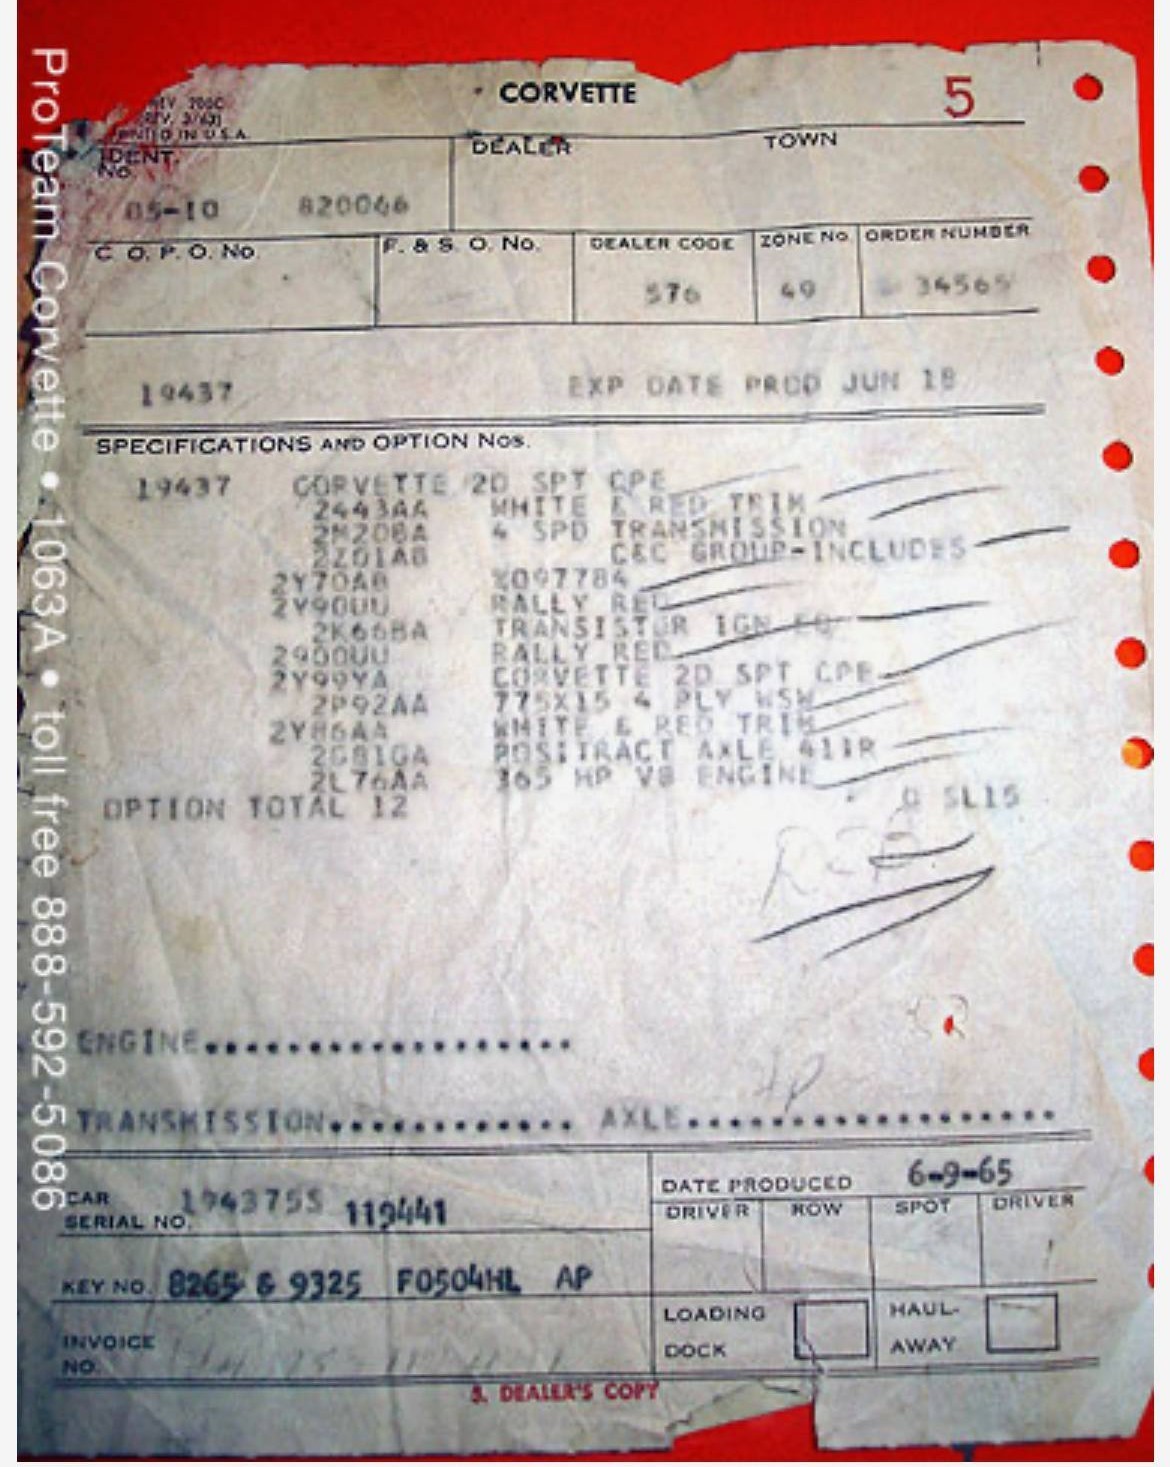 CORVETTE 5
REV. 3/63)
PRINTED IN U.S.A.
IDENT. No. DEALER TOWN
05-10 820046
C. O. P. O. No. F. & S. O. No. DEALER CODE ZONE No. ORDER NUMBER
576 49 34565
19437 EXP DATE PROD JUN 18
SPECIFICATIONS AND OPTION Nos.
19437 CORVETTE 2D SPT CPE
2443AA WHITE & RED TRIM
2M20BA 4 SPD TRANSMISSION
2Z01AB C&C GROUP-INCLUDES
2Y70AB X097784
2Y90UU RALLY RED
2K66BA TRANSISTOR IGN EQ
2900UU RALLY RED
2Y99YA CORVETTE 2D SPT CPE
2P92AA 775X15 4 PLY WSW
2Y86AA WHITE & RED TRIM
2G81GA POSITRACT AXLE 411R
2L76AA 365 HP V8 ENGINE
OPTION TOTAL 12 SL15
ENGINE...................
TRANSMISSION............ AXLE..................
CAR SERIAL NO. 194375S 119441
DATE PRODUCED 6-9-65
DRIVER ROW SPOT DRIVER
KEY NO. 8265 & 9325 F0504HL AP
LOADING DOCK HAUL-AWAY
INVOICE NO.
5. DEALER'S COPY
ProTeam Corvette • 1063A • toll free 888-592-5086